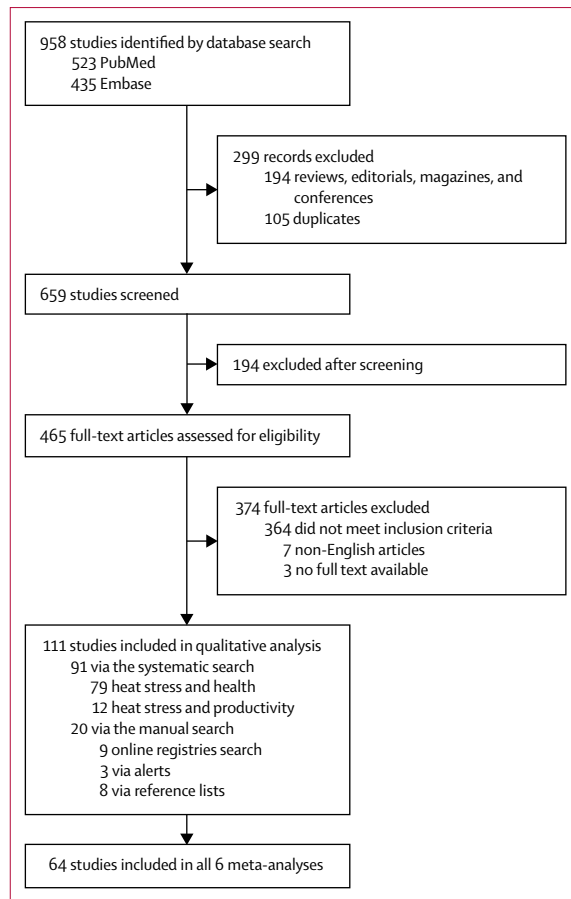 958 studies identified by database search
523 PubMed
435 Embase
299 records excluded
194 reviews, editorials, magazines, and
conferences
105 duplicates
659 studies screened
194 excluded after screening
465 full-text articles assessed for eligibility
374 full-text articles excluded
364 did not meet inclusion criteria
7 non-English articles
3 no full text available
111 studies included in qualitative analysis
91 via the systematic search
79 heat stress and health
12 heat stress and productivity
20 via the manual search
9 online registries search
3 via alerts
8 via reference lists
64 studies included in all 6 meta-analyses